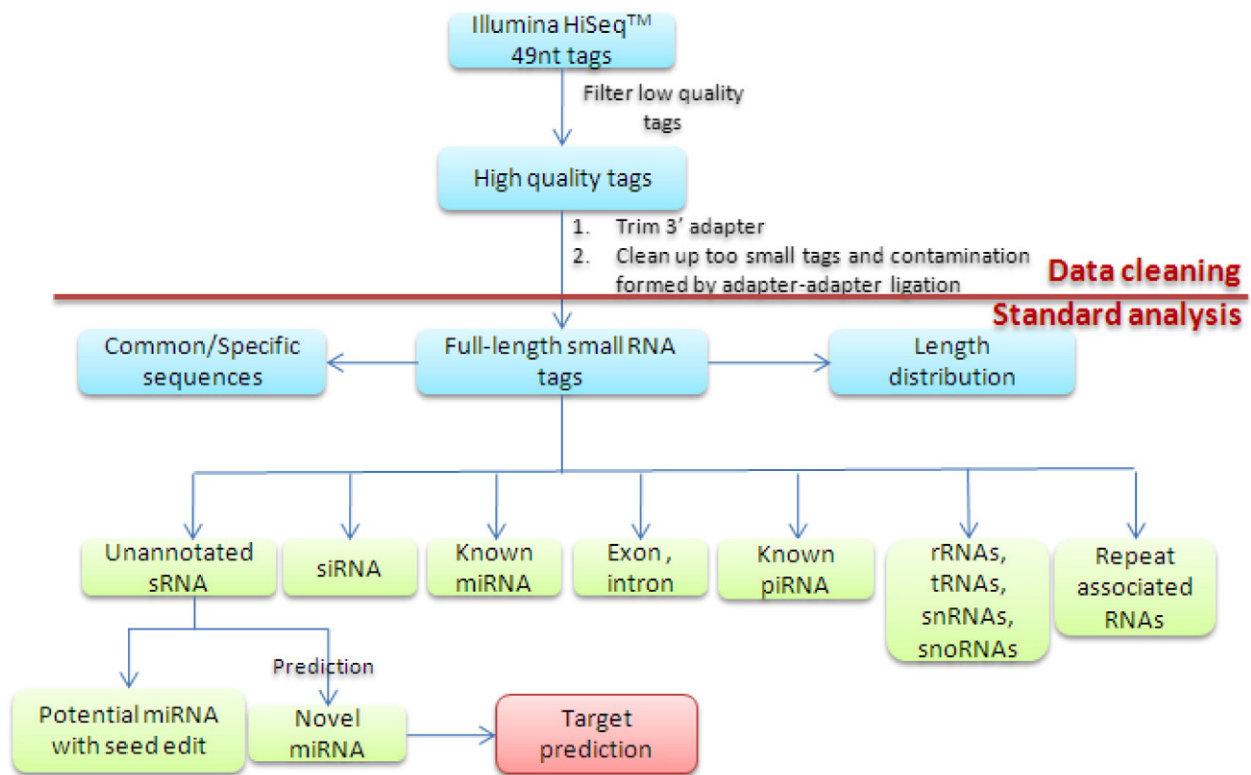 Illumina HiSeq™
49nt tags
Filter low quality
tags
High quality tags
1. Trim 3’ adapter
2. Clean up too small tags and contamination
formed by adapter-adapter ligation
Data cleaning
Standard analysis
Common/Specific
sequences
Full-length small RNA
tags
Length
distribution
Unannotated
sRNA
siRNA
Known
miRNA
Exon ,
intron
Known
piRNA
rRNAs,
tRNAs,
snRNAs,
snoRNAs
Repeat
associated
RNAs
Prediction
Potential miRNA
with seed edit
Novel
miRNA
Target
prediction